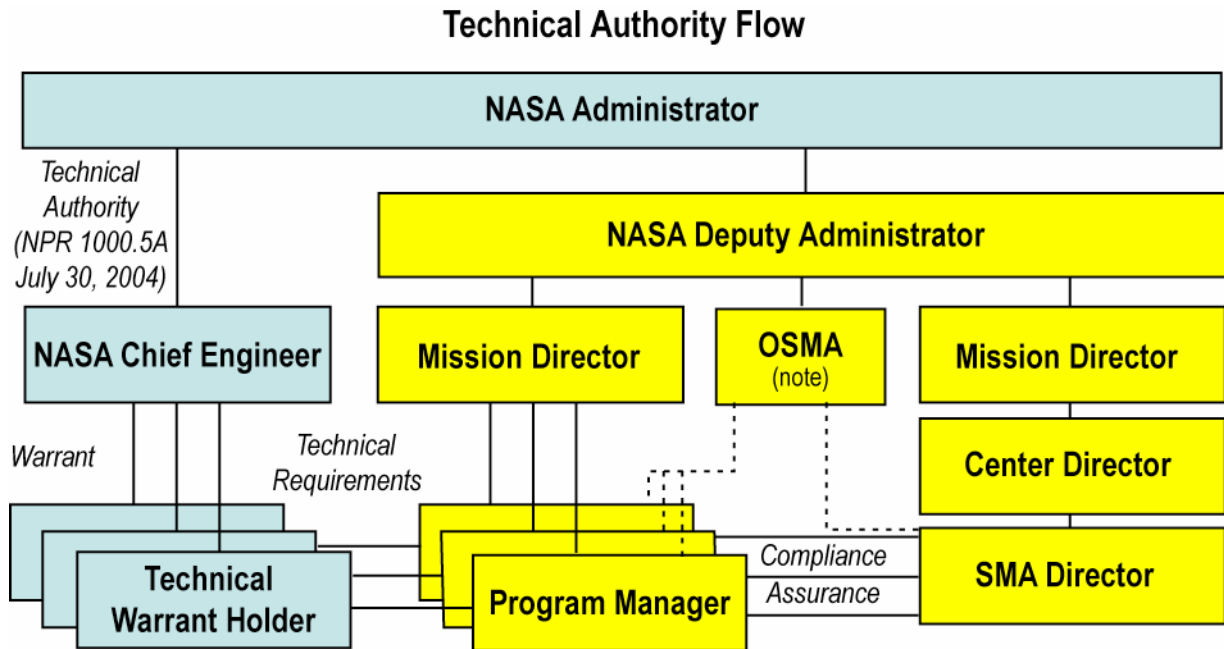 Technical Authority Flow
NASA Administrator
Technical
Authority
(NPR 1000.5A
July 30, 2004)
NASA Deputy Administrator
NASA Chief Engineer
Mission Director
OSMA
(note)
Mission Director
Warrant
Technical
Requirements
Center Director
Technical
Warrant Holder
Program Manager
Compliance
Assurance
SMA Director